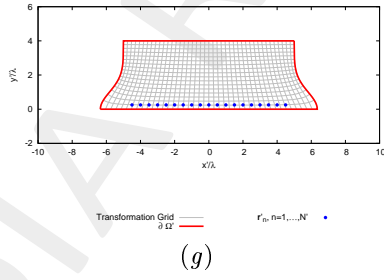 6
4
2
0
-2
y'/λ
-10 -8 -6 -4 -2 0 2 4 6 8 10
x'/λ
Transformation Grid
∂ Ω'
r'n, n=1,...,N'
(g)